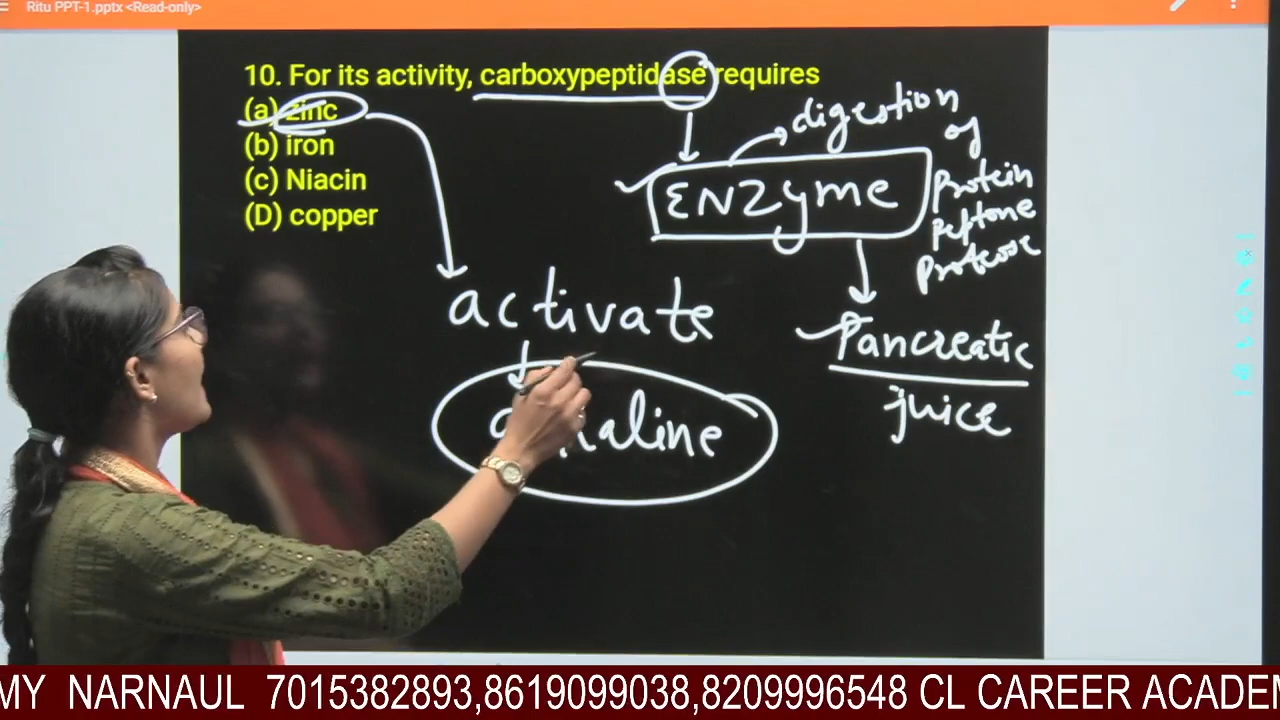 Ritu PPT-1.pptx <Read-only>
10. For its activity, carboxypeptidase requires
(a) zinc
(b) iron
(c) Niacin
(D) copper
digestion
of
Protein
Peptone
Proteose
ENZyme
activate
Pancreatic
juice
MY NARNAUL 7015382893,8619099038,8209996548 CL CAREER ACADEM